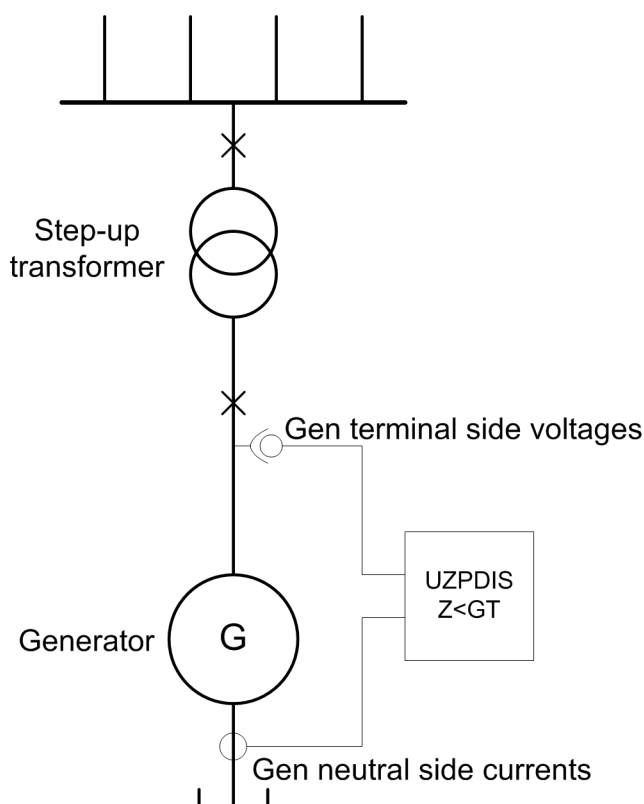 Step-up
transformer
Gen terminal side voltages
UZPDIS
Z<GT
Generator
G
Gen neutral side currents